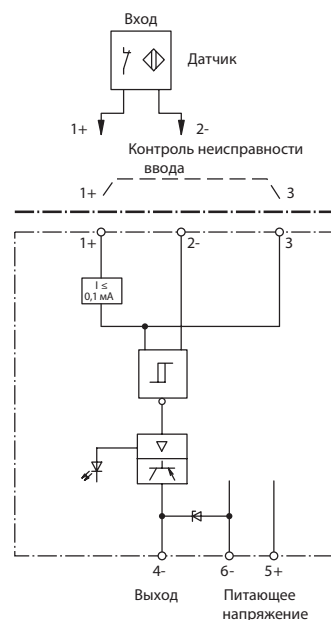 Вход
Датчик
1+ 2-
Контроль неисправности
ввода
1+ 3
1+ 2- 3
I ≤
0,1 мА
4- 6- 5+
Выход Питающее
напряжение